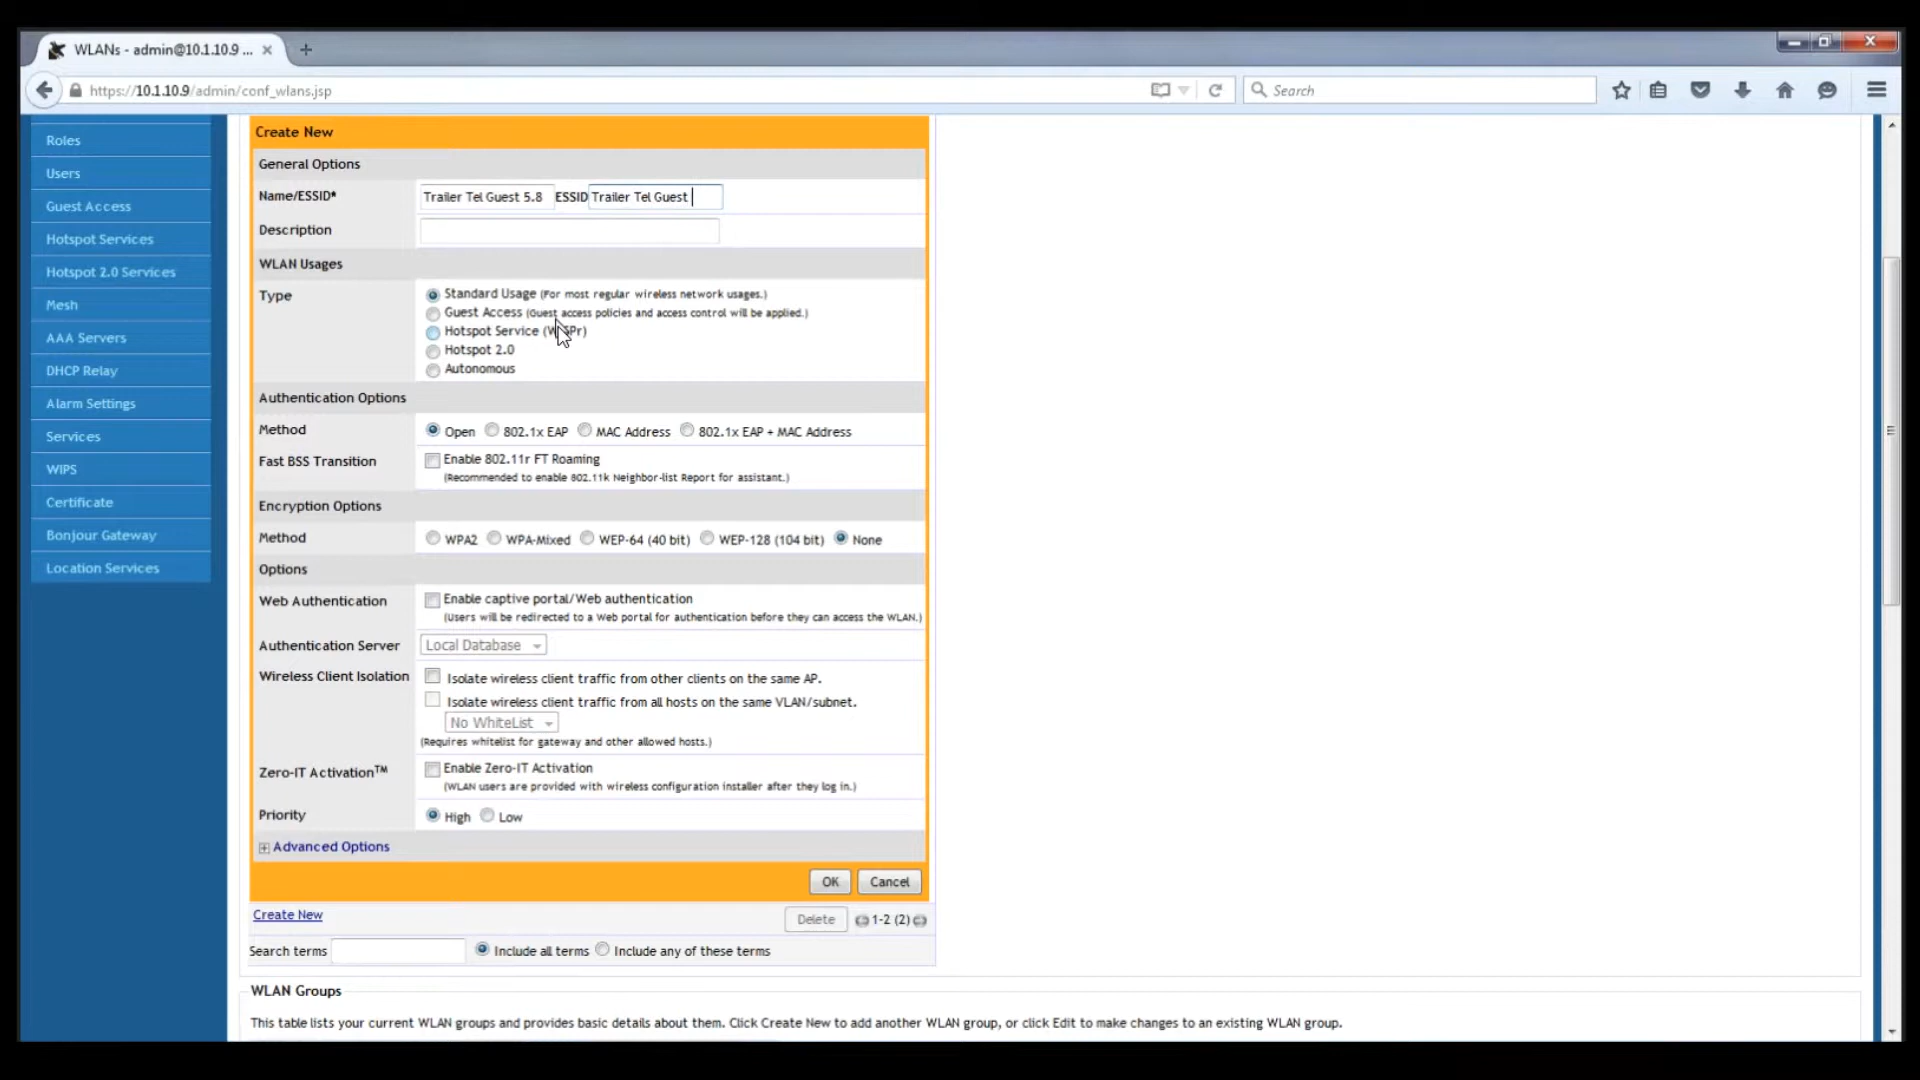 WLANs - admin@10.1.10.9 ...
https://10.1.10.9/admin/conf_wlans.jsp
Search
Roles
Users
Guest Access
Hotspot Services
Hotspot 2.0 Services
Mesh
AAA Servers
DHCP Relay
Alarm Settings
Services
WIPS
Certificate
Bonjour Gateway
Location Services
Create New
General Options
Name/ESSID* Trailer Tel Guest 5.8 ESSID Trailer Tel Guest
Description
WLAN Usages
Type Standard Usage (For most regular wireless network usages.)
Guest Access (Guest access policies and access control will be applied.)
Hotspot Service (WISPr)
Hotspot 2.0
Autonomous
Authentication Options
Method Open 802.1x EAP MAC Address 802.1x EAP + MAC Address
Fast BSS Transition Enable 802.11r FT Roaming
(Recommended to enable 802.11k Neighbor-list Report for assistant.)
Encryption Options
Method WPA2 WPA-Mixed WEP-64 (40 bit) WEP-128 (104 bit) None
Options
Web Authentication Enable captive portal/Web authentication
(Users will be redirected to a Web portal for authentication before they can access the WLAN.)
Authentication Server Local Database
Wireless Client Isolation Isolate wireless client traffic from other clients on the same AP.
Isolate wireless client traffic from all hosts on the same VLAN/subnet.
No WhiteList
(Requires whitelist for gateway and other allowed hosts.)
Zero-IT Activation™ Enable Zero-IT Activation
(WLAN users are provided with wireless configuration installer after they log in.)
Priority High Low
Advanced Options
OK Cancel
Create New Delete 1-2 (2)
Search terms Include all terms Include any of these terms
WLAN Groups
This table lists your current WLAN groups and provides basic details about them. Click Create New to add another WLAN group, or click Edit to make changes to an existing WLAN group.